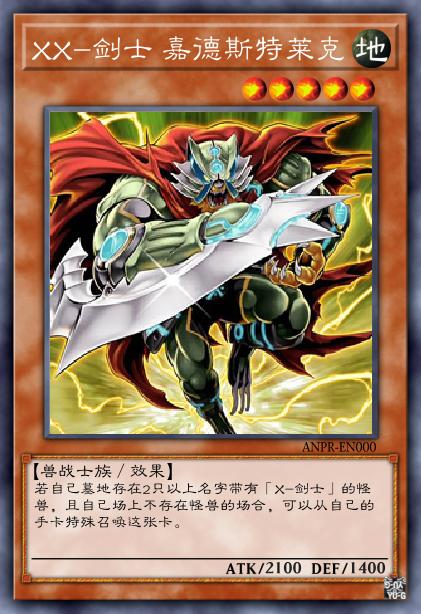 XX-剑士 嘉德斯特莱克 地
ANPR-EN000
【兽战士族/效果】
若自己墓地存在2只以上名字带有「X-剑士」的怪
兽，且自己场上不存在怪兽的场合，可以从自己的
手卡特殊召唤这张卡。
ATK/2100 DEF/1400